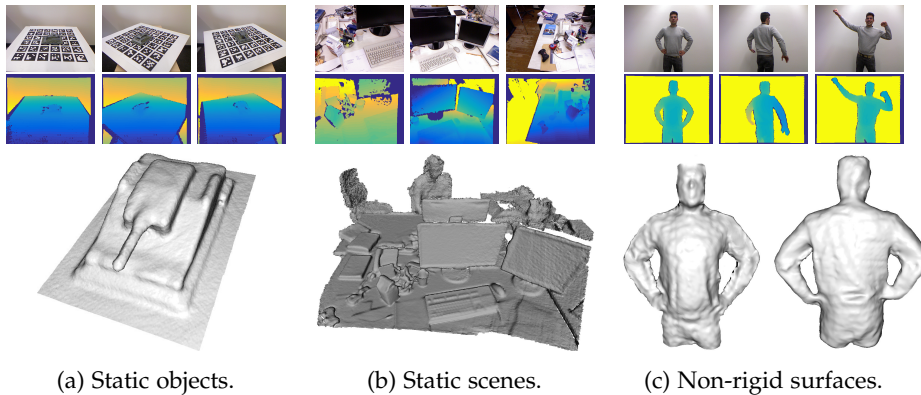 (a) Static objects.
(b) Static scenes.
(c) Non-rigid surfaces.